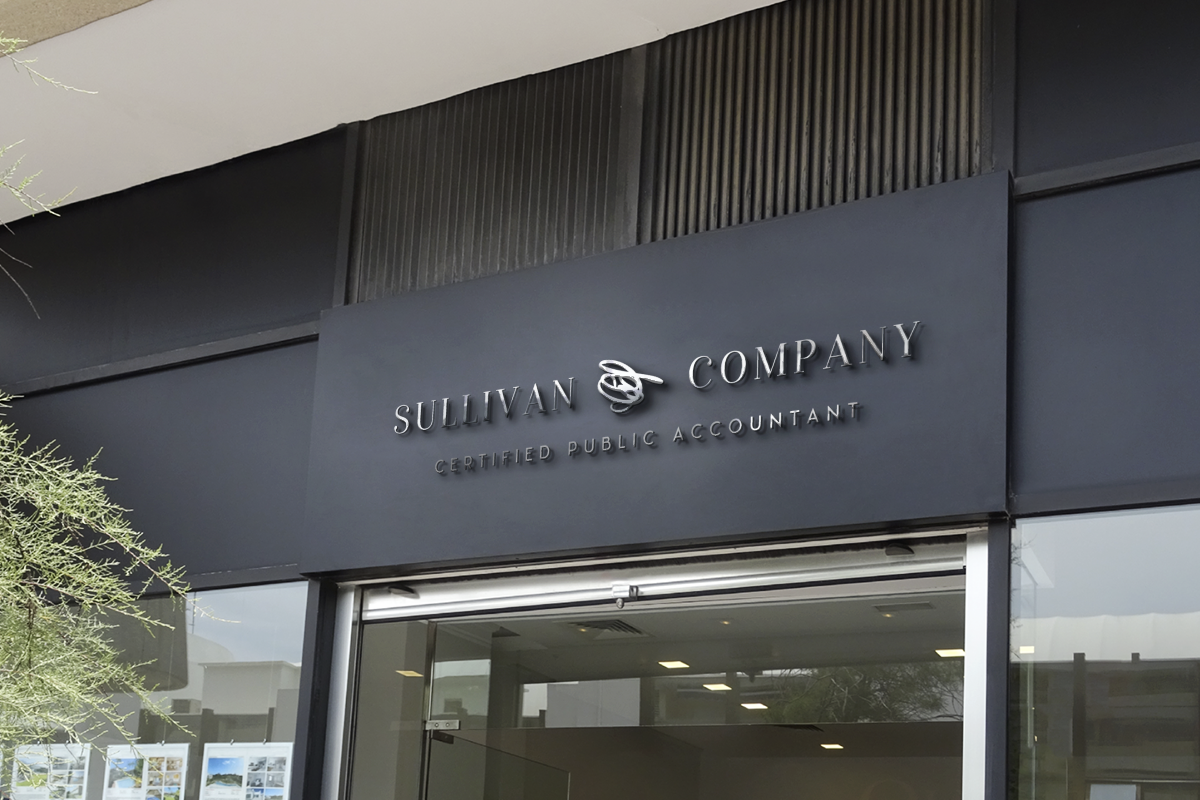 SULLIVAN & COMPANY
CERTIFIED PUBLIC ACCOUNTANT